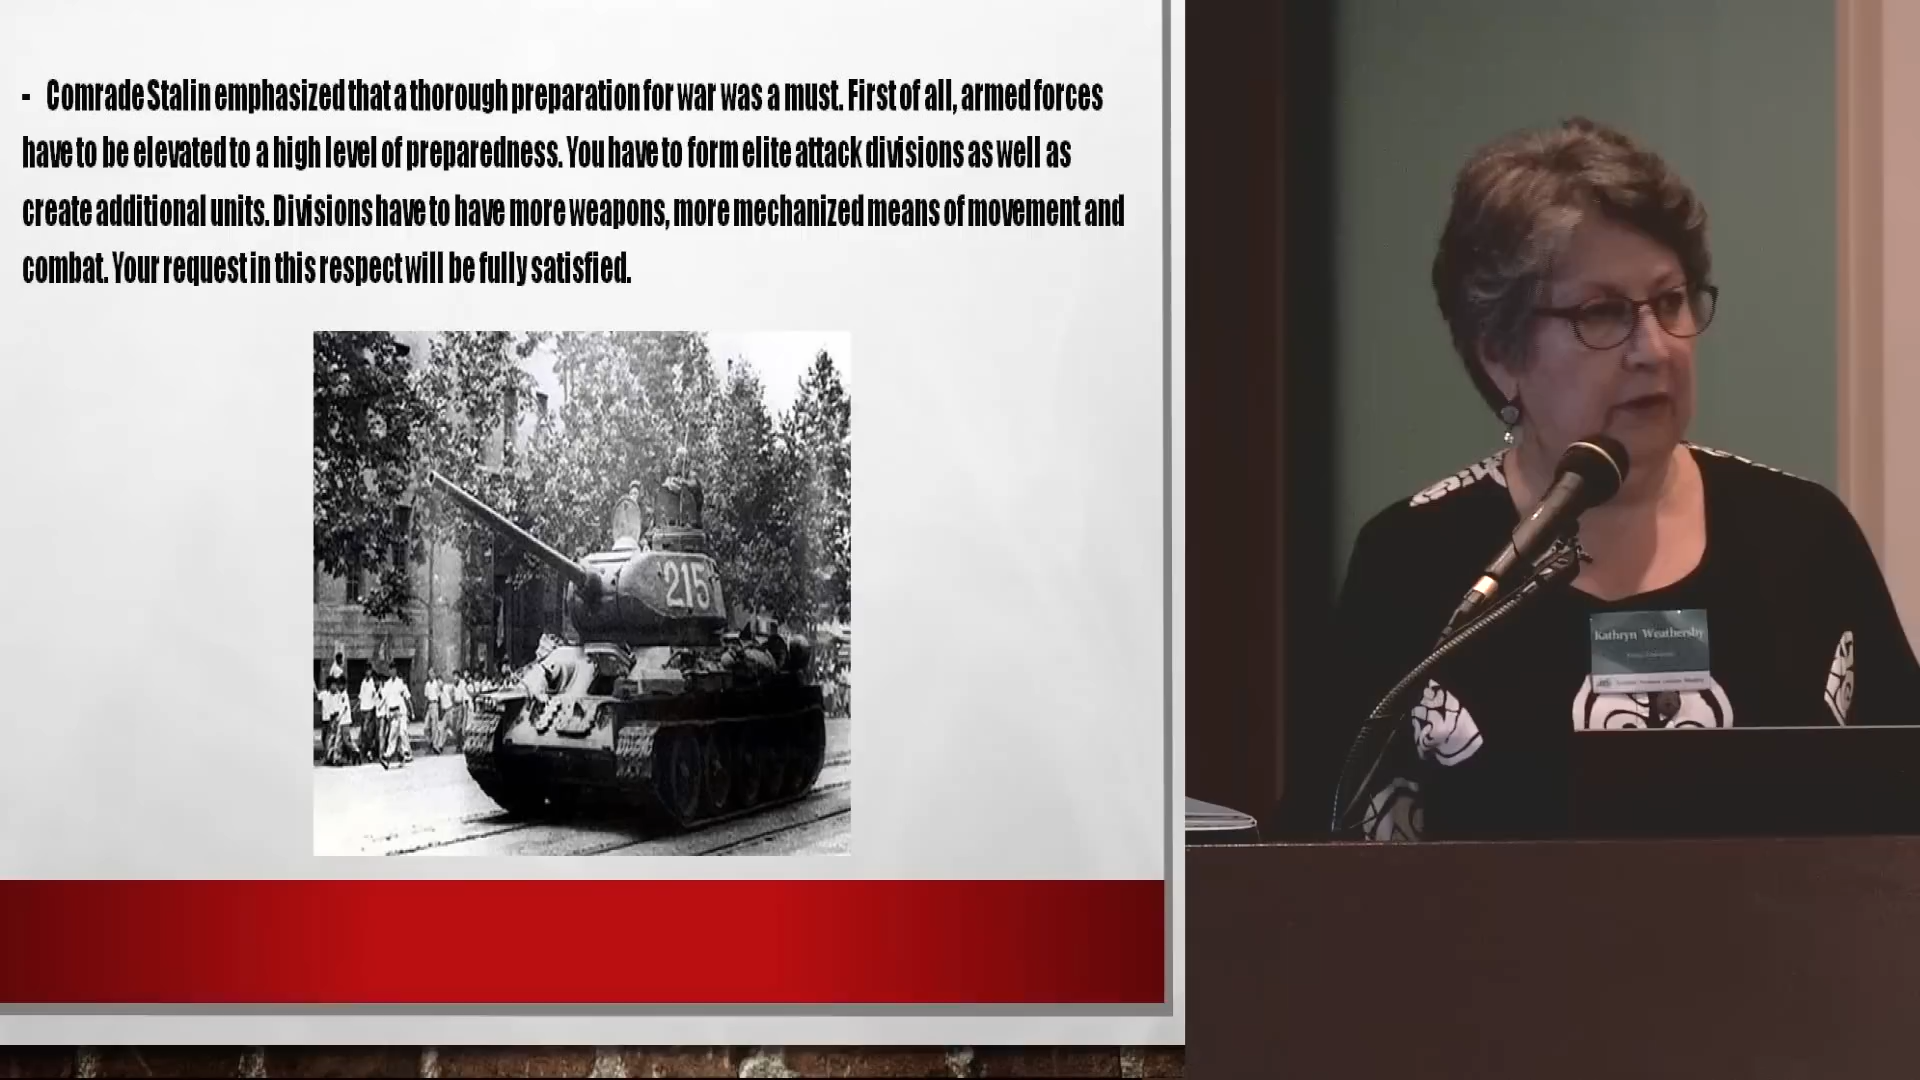 - Comrade Stalin emphasized that a thorough preparation for war was a must. First of all, armed forces
have to be elevated to a high level of preparedness. You have to form elite attack divisions as well as
create additional units. Divisions have to have more weapons, more mechanized means of movement and
combat. Your request in this respect will be fully satisfied.
215
Kathryn Weathersby